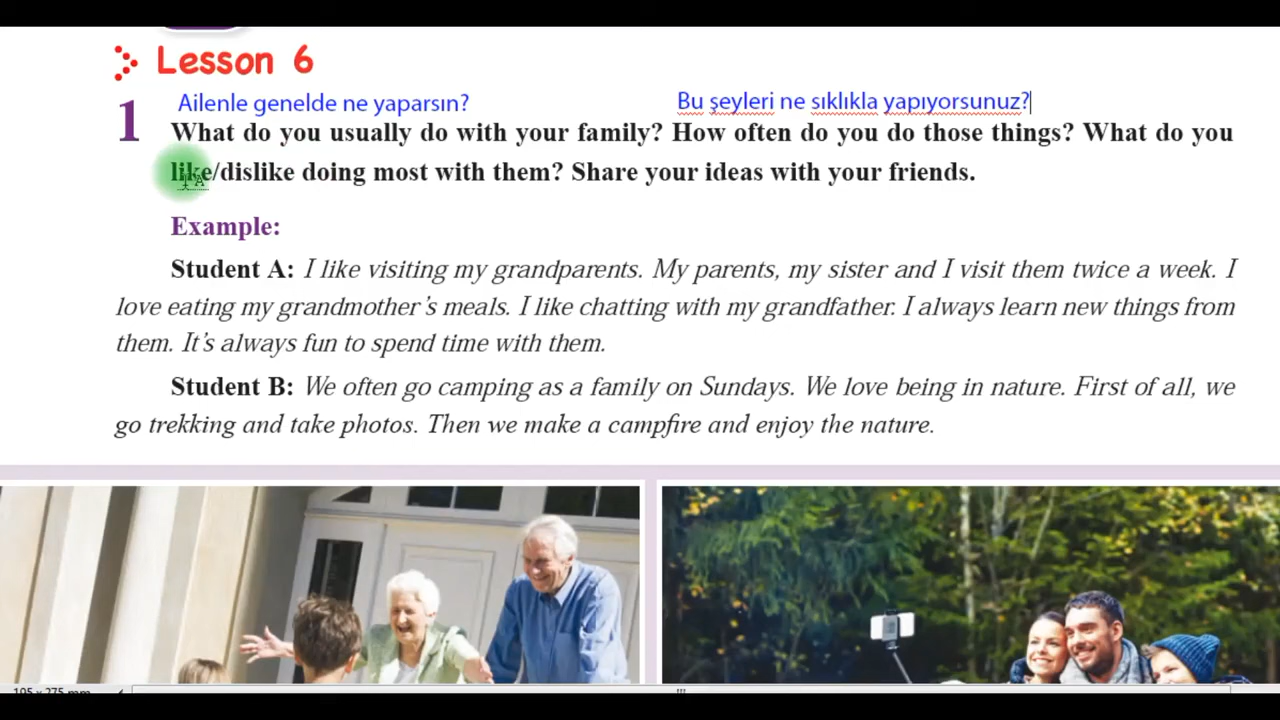 Lesson 6
1
Ailenle genelde ne yaparsın? Bu şeyleri ne sıklıkla yapıyorsunuz?
What do you usually do with your family? How often do you do those things? What do you
like/dislike doing most with them? Share your ideas with your friends.
Example:
Student A: I like visiting my grandparents. My parents, my sister and I visit them twice a week. I
love eating my grandmother's meals. I like chatting with my grandfather. I always learn new things from
them. It's always fun to spend time with them.
Student B: We often go camping as a family on Sundays. We love being in nature. First of all, we
go trekking and take photos. Then we make a campfire and enjoy the nature.